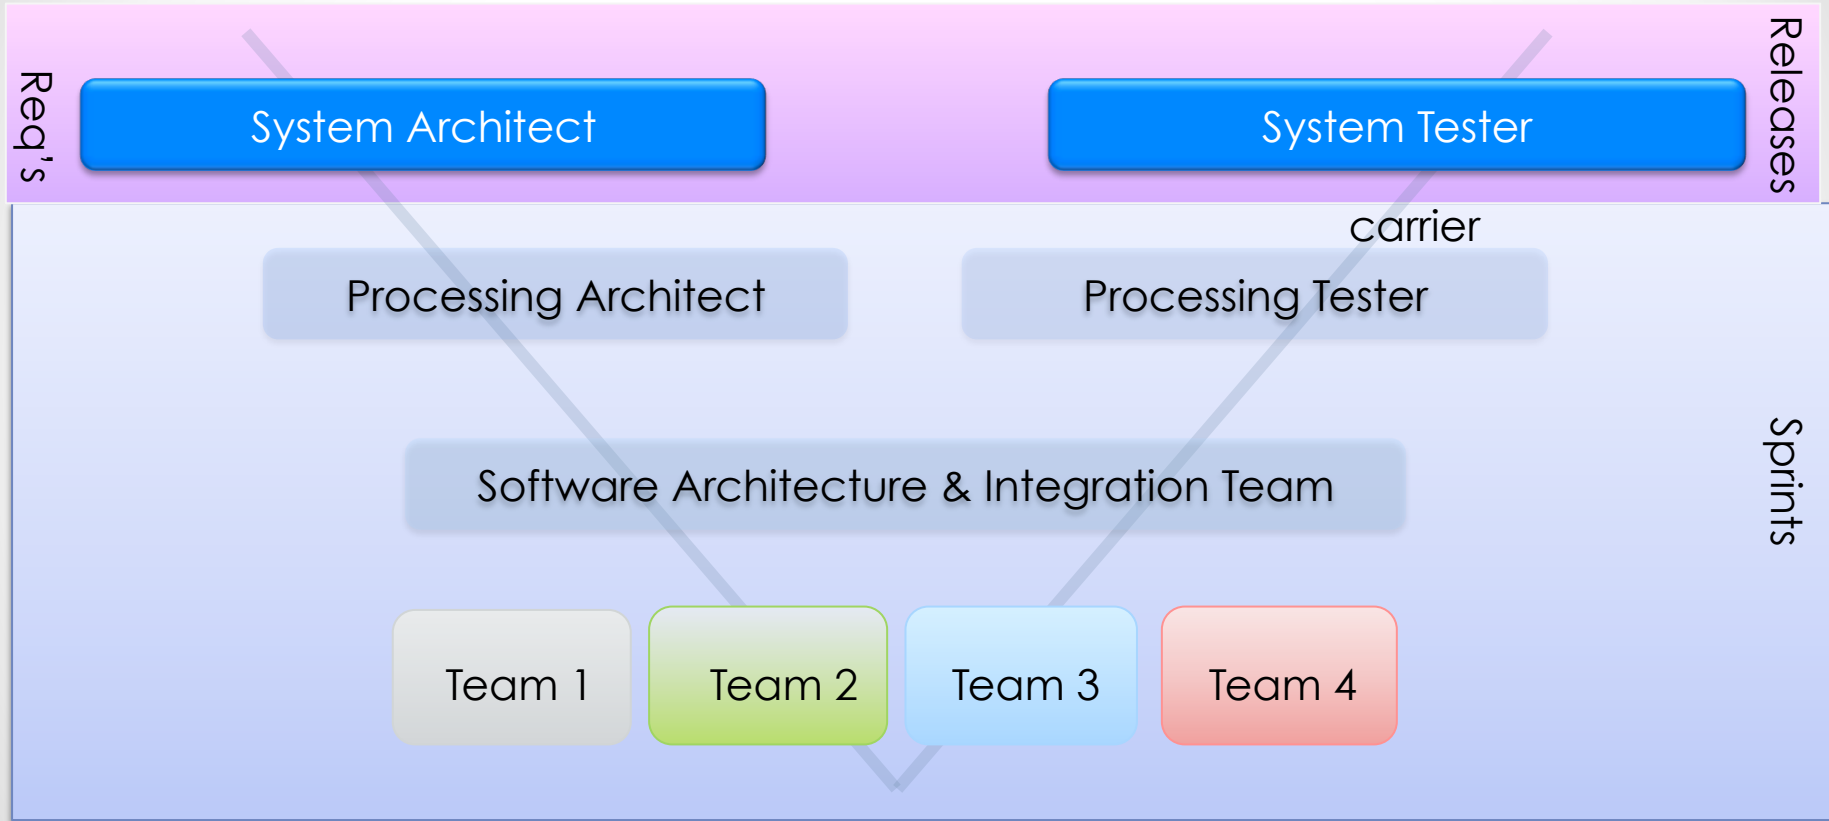 Req's
System Architect
System Tester
Releases
carrier
Processing Architect
Processing Tester
Software Architecture & Integration Team
Sprints
Team 1
Team 2
Team 3
Team 4